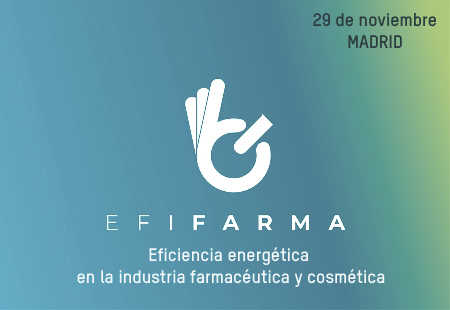 29 de noviembre
MADRID
EFIFARMA
Eficiencia energética
en la industria farmacéutica y cosmética